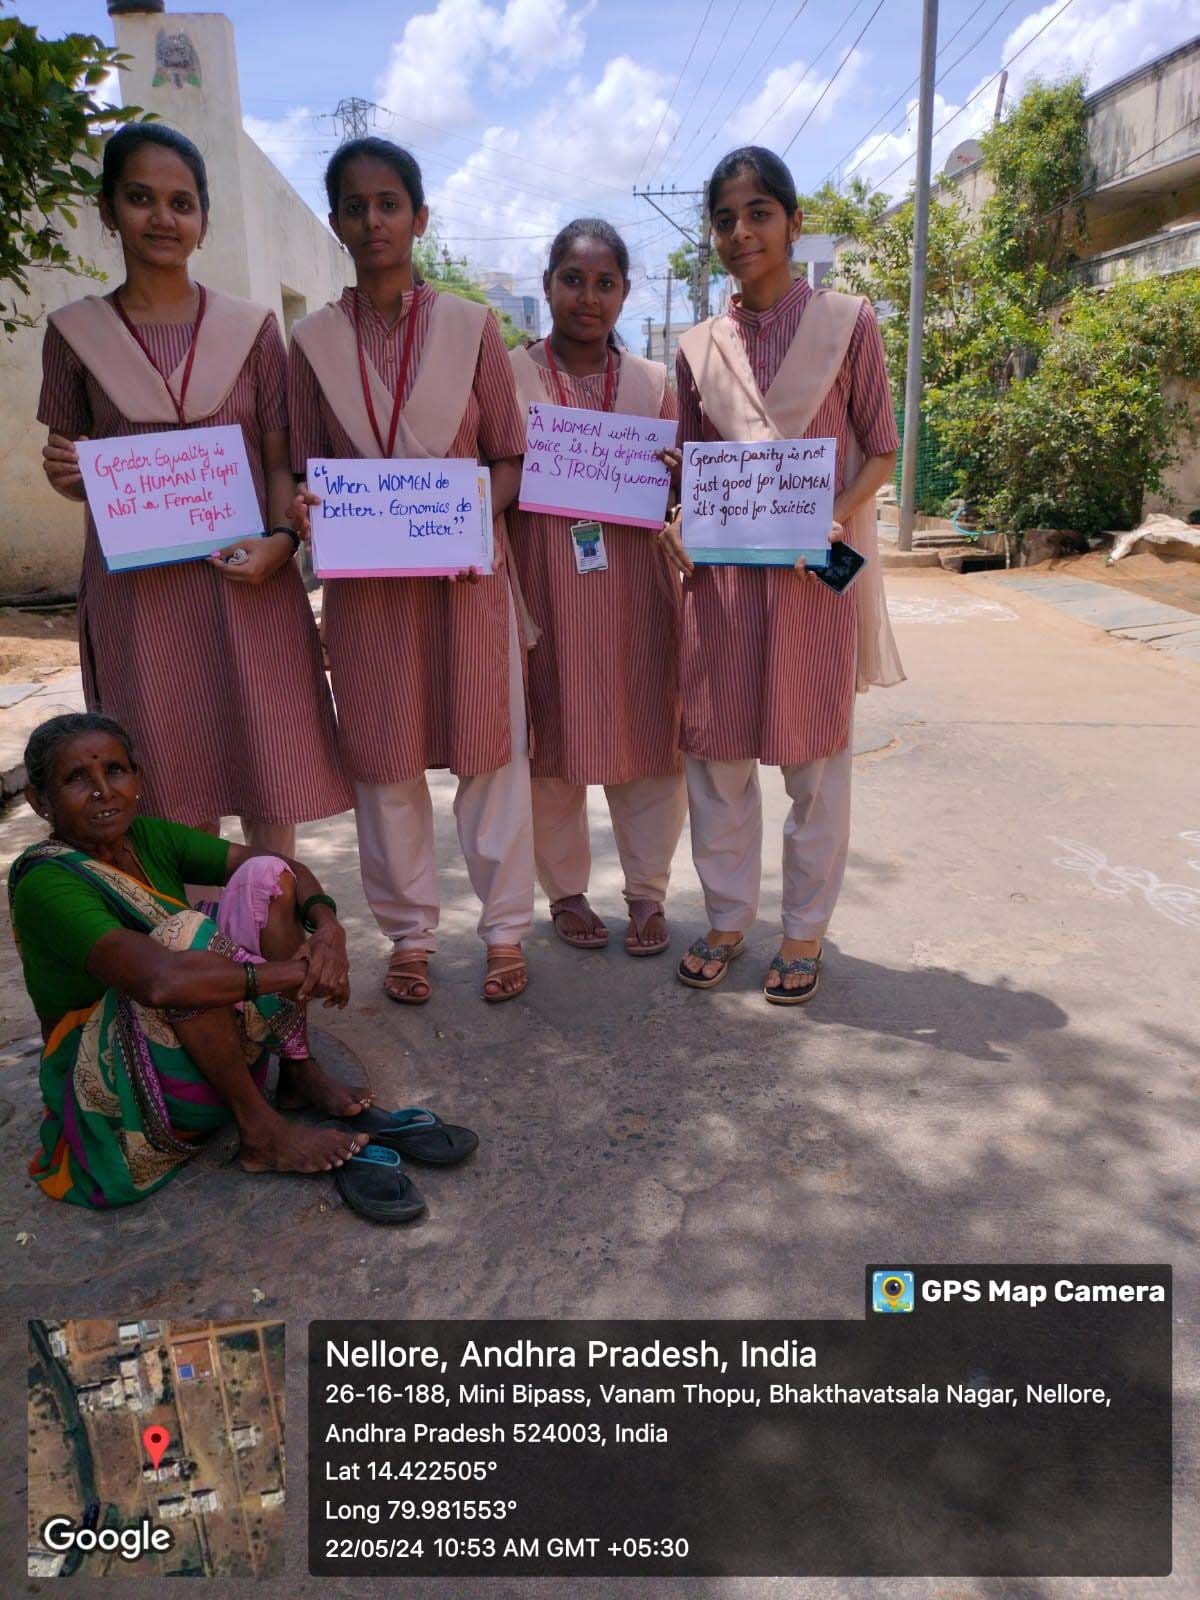 Gender Equality is
a HUMAN FIGHT
NOT a Female
Fight.
"When WOMEN do
better, Economics do
better".
"A WOMEN with a
voice is, by definition
a STRONG women
Gender parity is not
just good for WOMEN,
it's good for Societies
GPS Map Camera
Nellore, Andhra Pradesh, India
26-16-188, Mini Bipass, Vanam Thopu, Bhakthavatsala Nagar, Nellore,
Andhra Pradesh 524003, India
Lat 14.422505°
Long 79.981553°
22/05/24 10:53 AM GMT +05:30
Google